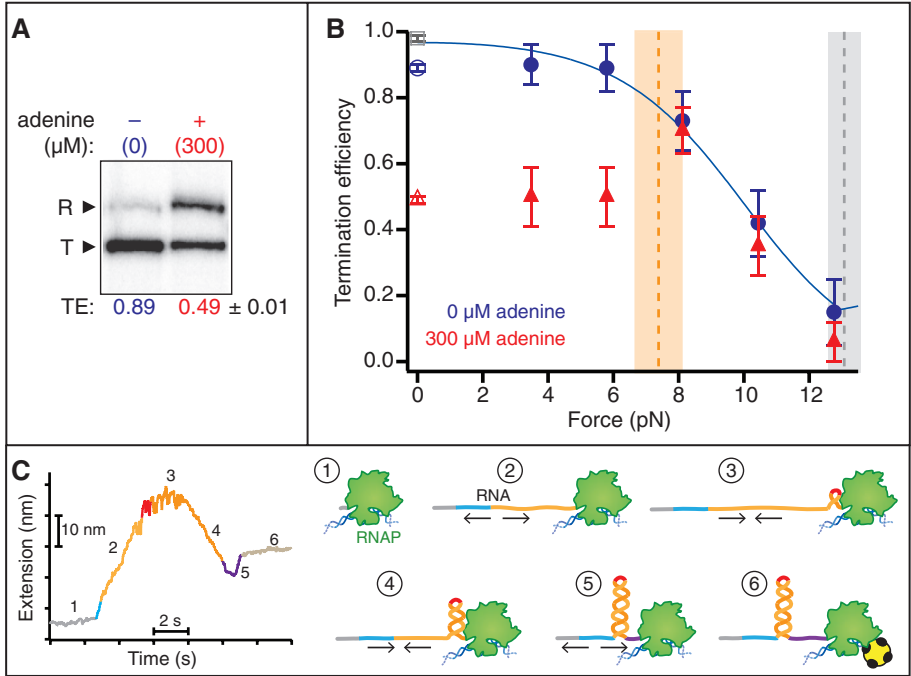 A
adenine – +
(µM): (0) (300)
R ►
T ►
TE: 0.89 0.49 ± 0.01
B
Termination efficiency
1.0
0.8
0.6
0.4
0.2
0.0
0 µM adenine
300 µM adenine
0 2 4 6 8 10 12
Force (pN)
C
Extension (nm)
10 nm
1
2
3
4
5
6
2 s
Time (s)
1
RNAP
2
RNA
3
4
5
6